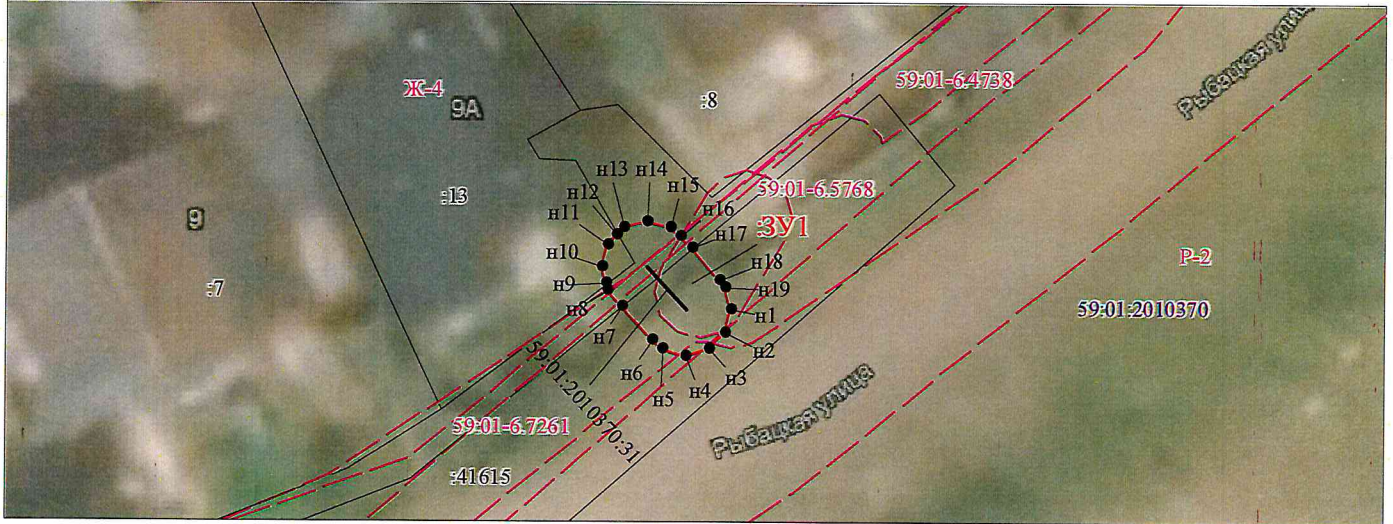 Рыбацкая улица
59:01-6.4738
Ж-4
9А
:8
н13 н14
59:01-6.5768
:13
н12
н15
н11
н16
9
:ЗУ1
н17
н10
Р-2
н18
н9
:7
н19
н8
59:01:2010370
н1
н7
н2
59:01:2010370:31
н6
н4
н3
н5
Рыбацкая улица
59:01-6.7261
:41615